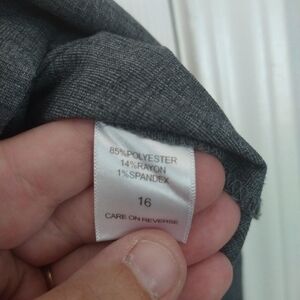 85%POLYESTER
14%RAYON
1%SPANDEX
16
CARE ON REVERSE